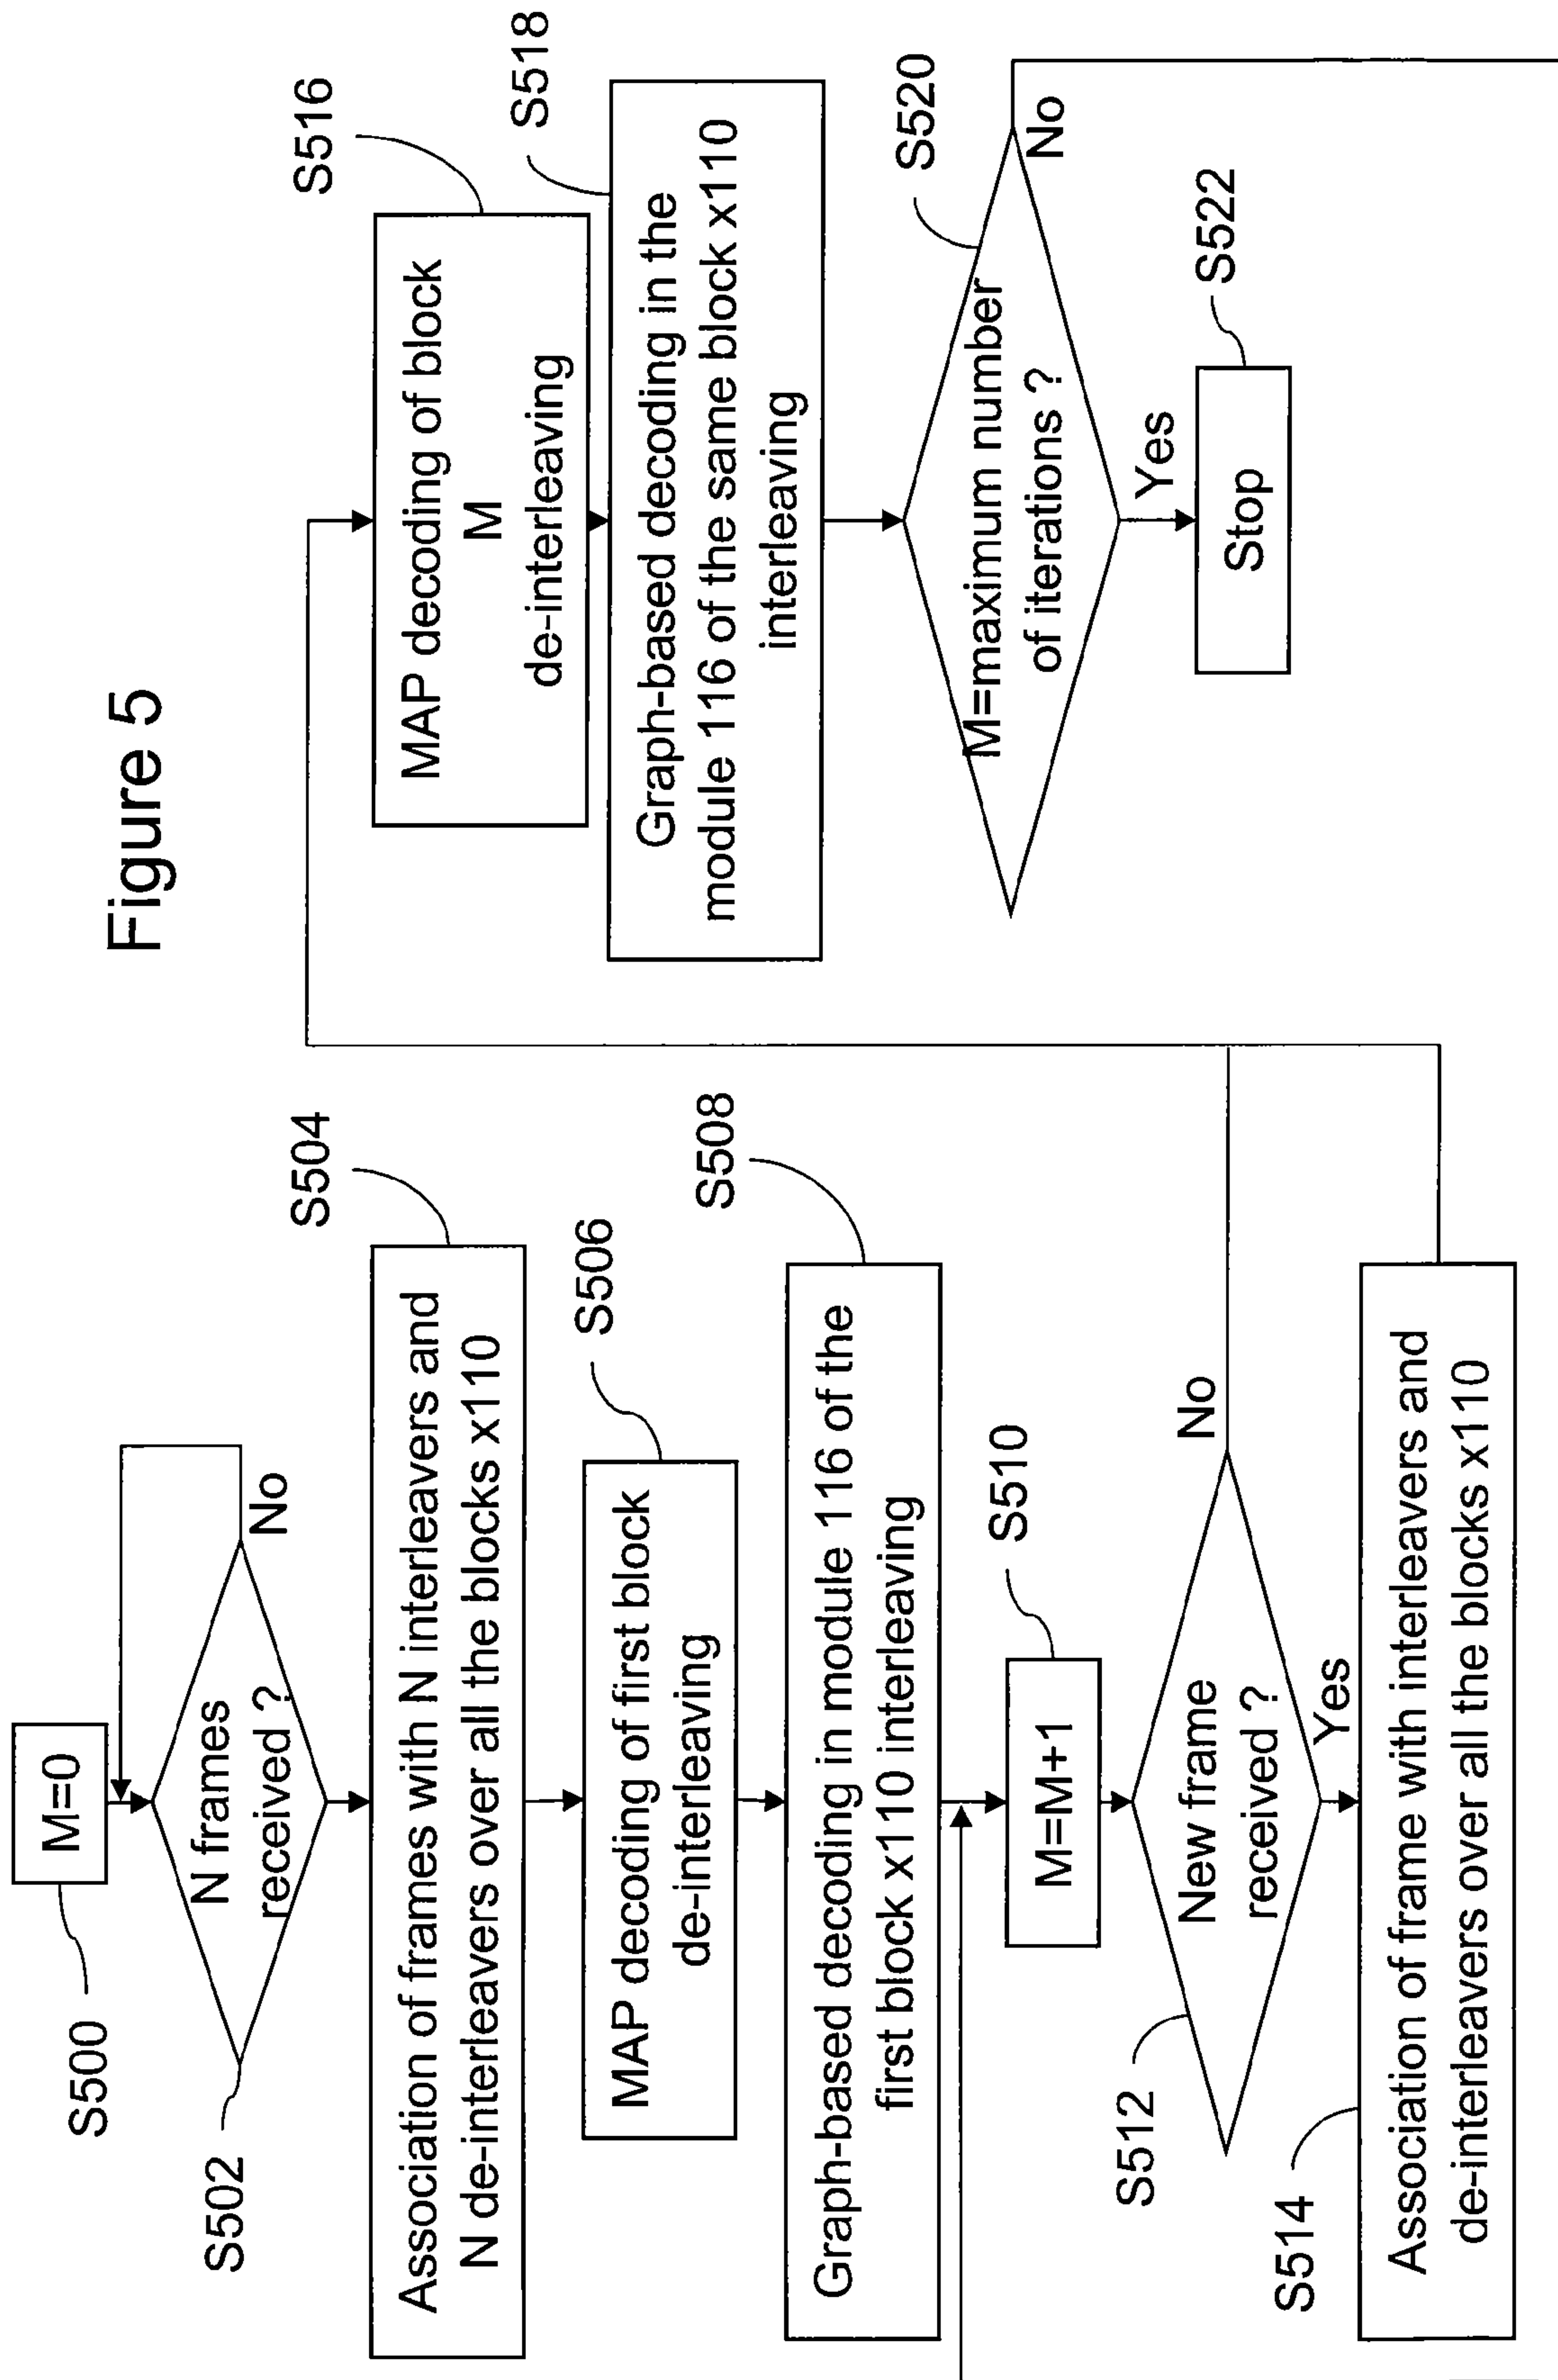 Figure 5
S500
M=0
S502
N frames
received ?
No
S504
Association of frames with N interleavers and
N de-interleavers over all the blocks x110
S506
MAP decoding of first block
de-interleaving
S508
Graph-based decoding in module 116 of the
first block x110 interleaving
S510
M=M+1
S512
New frame
received ?
No
Yes
S514
Association of frame with interleavers and
de-interleavers over all the blocks x110
S516
MAP decoding of block
M
de-interleaving
S518
Graph-based decoding in the
module 116 of the same block x110
interleaving
S520
M=maximum number
of iterations ?
No
Yes
S522
Stop